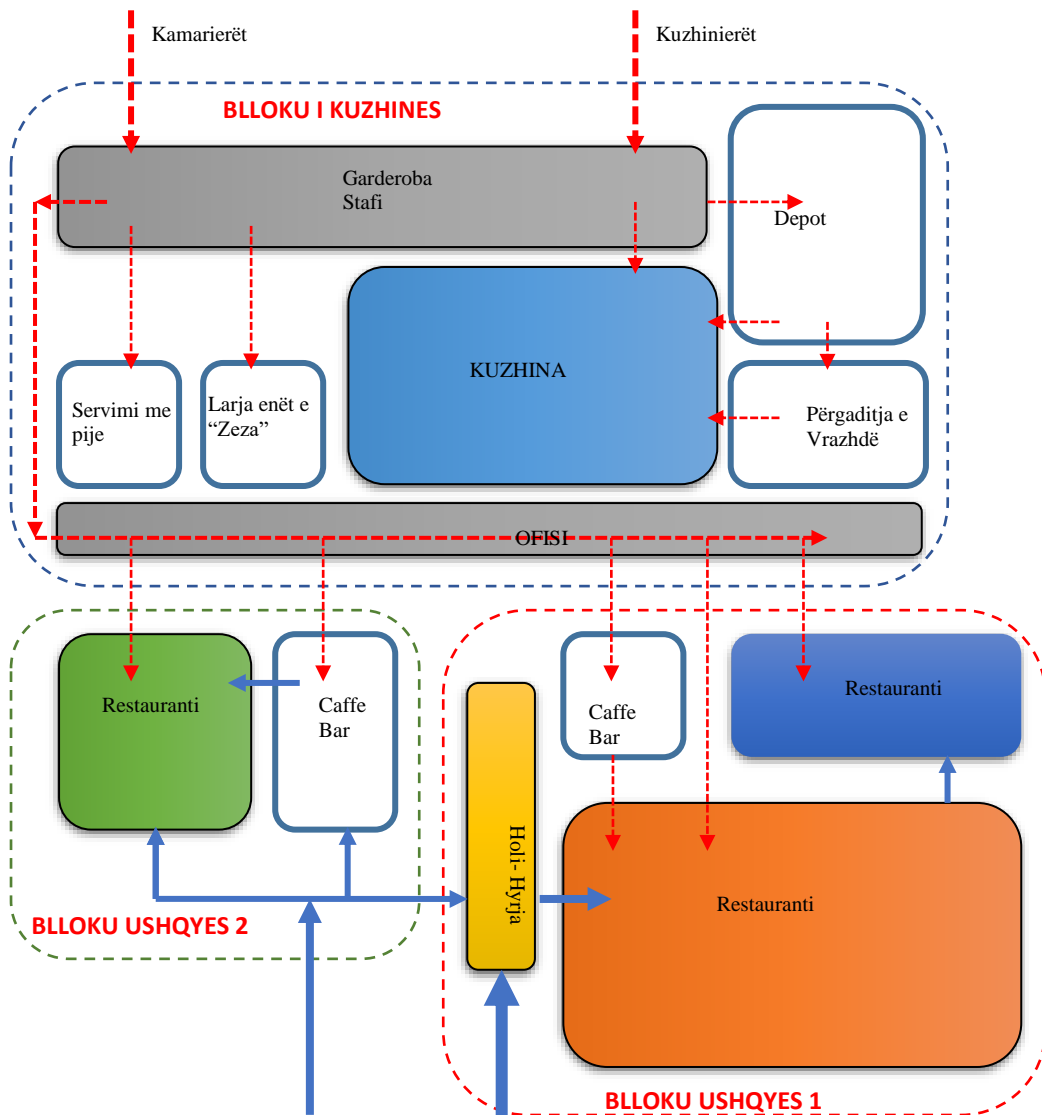 Kamarierët
Kuzhinierët
BLLOKU I KUZHINES
Garderoba
Stafi
Depot
KUZHINA
Servimi me
pije
Larja enët e
“Zeza”
Përgaditja e
Vrazhdë
OFISI
Restauranti
Caffe
Bar
Caffe
Bar
Restauranti
Holi- Hyrja
Restauranti
BLLOKU USHQYES 2
BLLOKU USHQYES 1